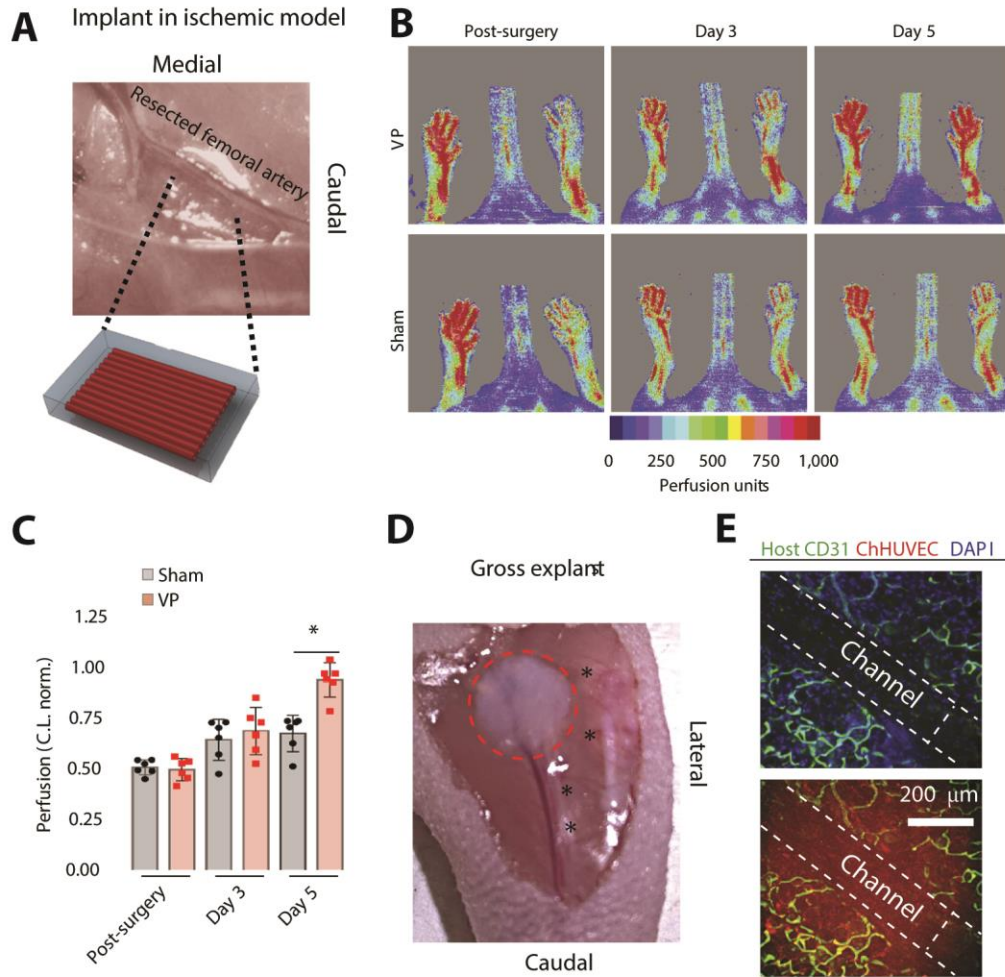 A
Implant in ischemic model
Medial
Resected femoral artery
Caudal
B
Post-surgery
Day 3
Day 5
VP
Sham
0 250 500 750 1,000
Perfusion units
C
Sham
VP
Perfusion (C.L. norm.)
1.25
1.00
0.75
0.50
0.25
0.00
*
Post-surgery
Day 3
Day 5
D
Gross explant
*
*
*
*
Lateral
Caudal
E
Host CD31 ChHUVEC DAPI
Channel
200 μm
Channel